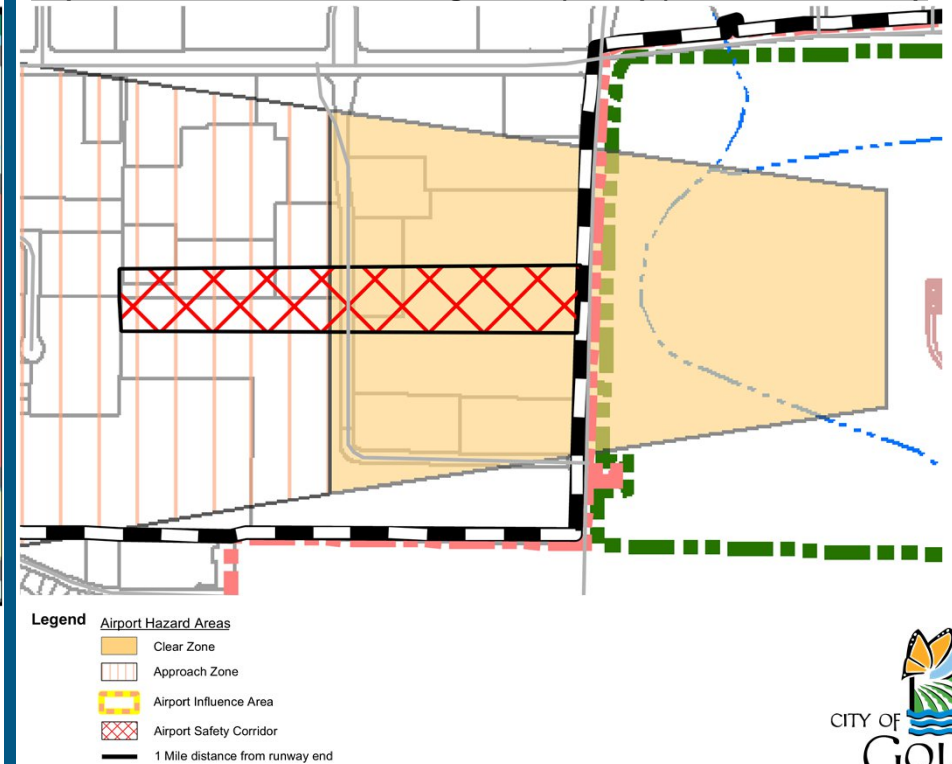 Legend
Airport Hazard Areas
Clear Zone
Approach Zone
Airport Influence Area
Airport Safety Corridor
1 Mile distance from runway end
CITY OF